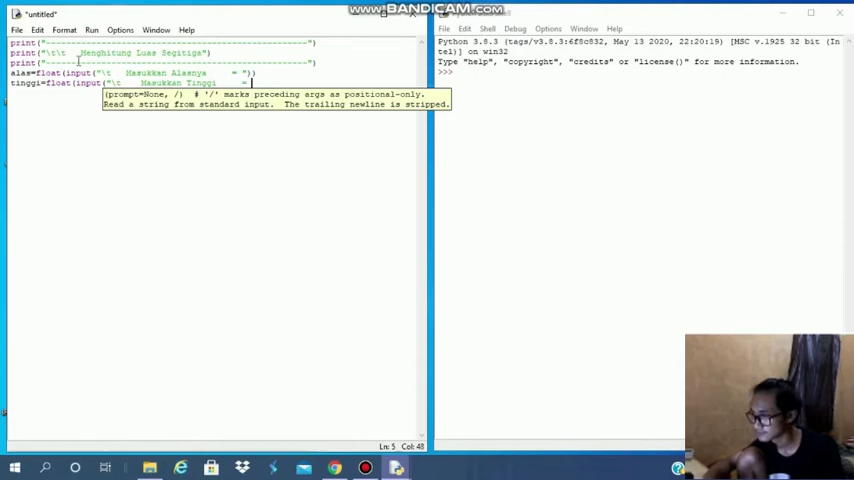 www.BANDICAM.com
*untitled*
File Edit Format Run Options Window Help
print("----------------------------------------------------")
print("\t\t _Menghitung Luas Segitiga")
print("----------------------------------------------------")
alas=float(input("\t Masukkan Alasnya = "))
tinggi=float(input("\t Masukkan Tinggi =
(prompt=None, /) # '/' marks preceding args as positional-only.
Read a string from standard input. The trailing newline is stripped.
Ln: 5 Col: 48
Shell
File Edit Shell Debug Options Window Help
Python 3.8.3 (tags/v3.8.3:6f8c832, May 13 2020, 22:20:19) [MSC v.1925 32 bit (In
tel)] on win32
Type "help", "copyright", "credits" or "license()" for more information.
>>>